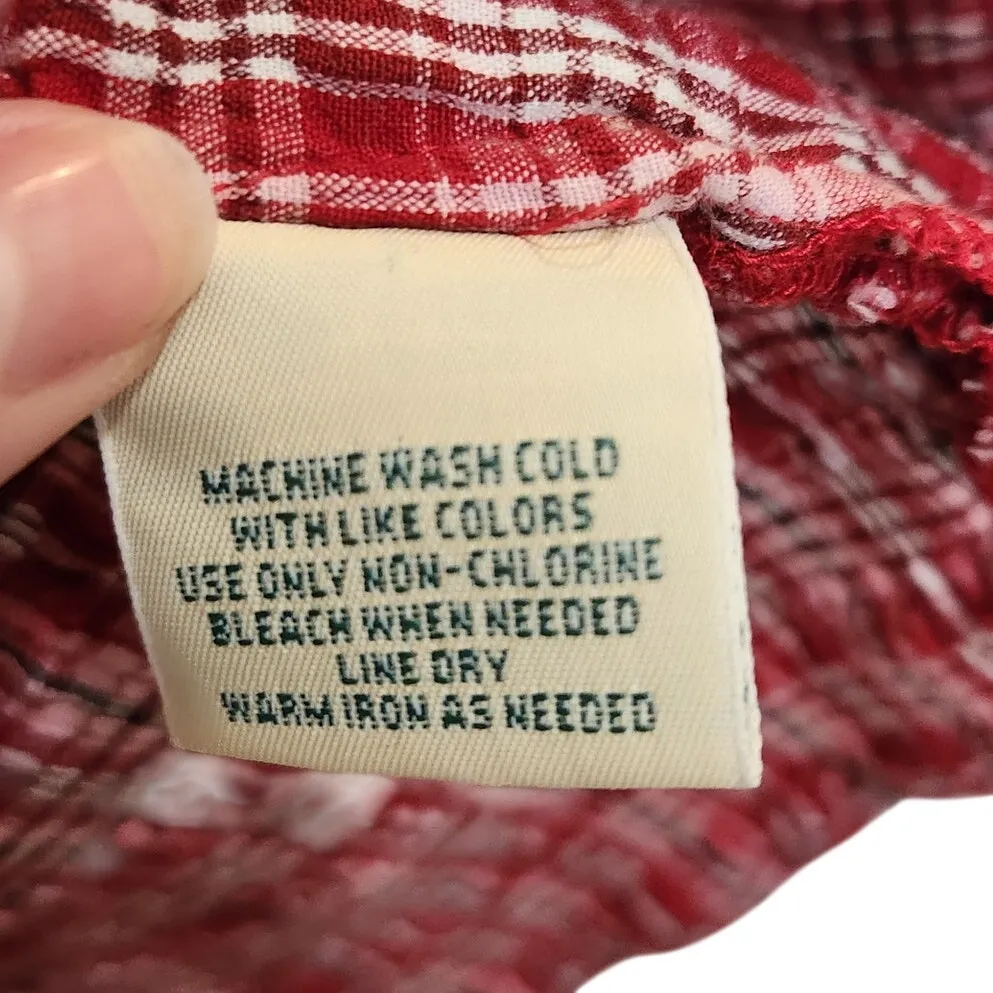 MACHINE WASH COLD
WITH LIKE COLORS
USE ONLY NON-CHLORINE
BLEACH WHEN NEEDED
LINE DRY
WARM IRON AS NEEDED